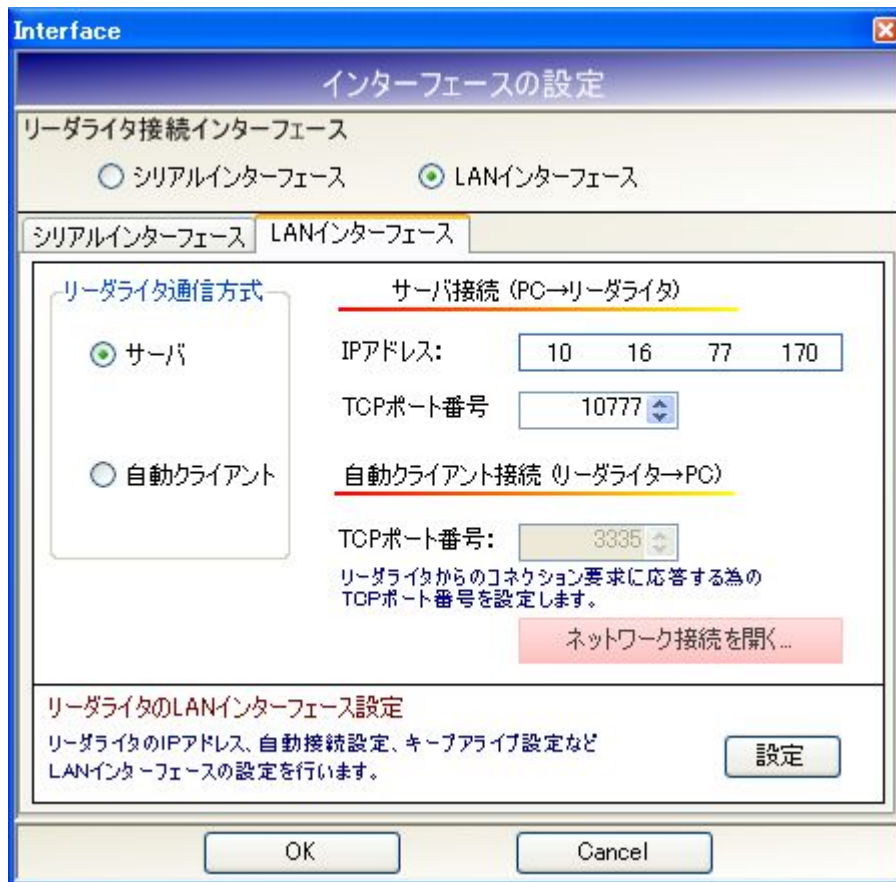 Interface
インターフェースの設定
リーダライタ接続インターフェース
シリアルインターフェース LANインターフェース
シリアルインターフェース LANインターフェース
リーダライタ通信方式
サーバ
自動クライアント
サーバ接続 (PC→リーダライタ)
IPアドレス: 10 16 77 170
TCPポート番号 10777
自動クライアント接続 (リーダライタ→PC)
TCPポート番号: 3335
リーダライタからのコネクション要求に応答する為の
TCPポート番号を設定します。
ネットワーク接続を開く...
リーダライタのLANインターフェース設定
リーダライタのIPアドレス、自動接続設定、キープアライブ設定など
LANインターフェースの設定を行います。
設定
OK Cancel